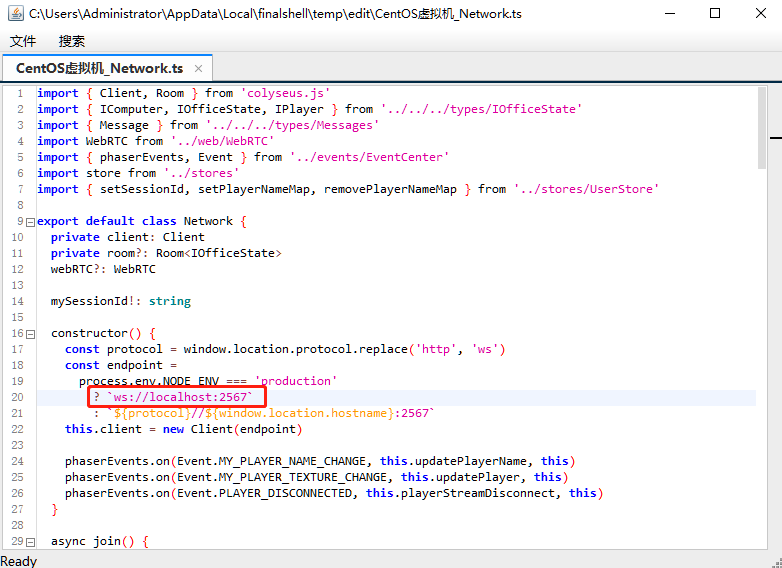 C:\Users\Administrator\AppData\Local\finalshell\temp\edit\CentOS虚拟机_Network.ts
文件 搜索
CentOS虚拟机_Network.ts ×
1 import { Client, Room } from 'colyseus.js'
2 import { IComputer, IOfficeState, IPlayer } from '../../../types/IOfficeState'
3 import { Message } from '../../../types/Messages'
4 import WebRTC from '../web/WebRTC'
5 import { phaserEvents, Event } from '../events/EventCenter'
6 import store from '../stores'
7 import { setSessionId, setPlayerNameMap, removePlayerNameMap } from '../stores/UserStore'
8
9 export default class Network {
10 private client: Client
11 private room?: Room<IOfficeState>
12 webRTC?: WebRTC
13
14 mySessionId!: string
15
16 constructor() {
17 const protocol = window.location.protocol.replace('http', 'ws')
18 const endpoint =
19 process.env.NODE_ENV === 'production'
20 ? `ws://localhost:2567`
21 : `${protocol}//${window.location.hostname}:2567`
22 this.client = new Client(endpoint)
23
24 phaserEvents.on(Event.MY_PLAYER_NAME_CHANGE, this.updatePlayerName, this)
25 phaserEvents.on(Event.MY_PLAYER_TEXTURE_CHANGE, this.updatePlayer, this)
26 phaserEvents.on(Event.PLAYER_DISCONNECTED, this.playerStreamDisconnect, this)
27 }
28
29 async join() {
Ready